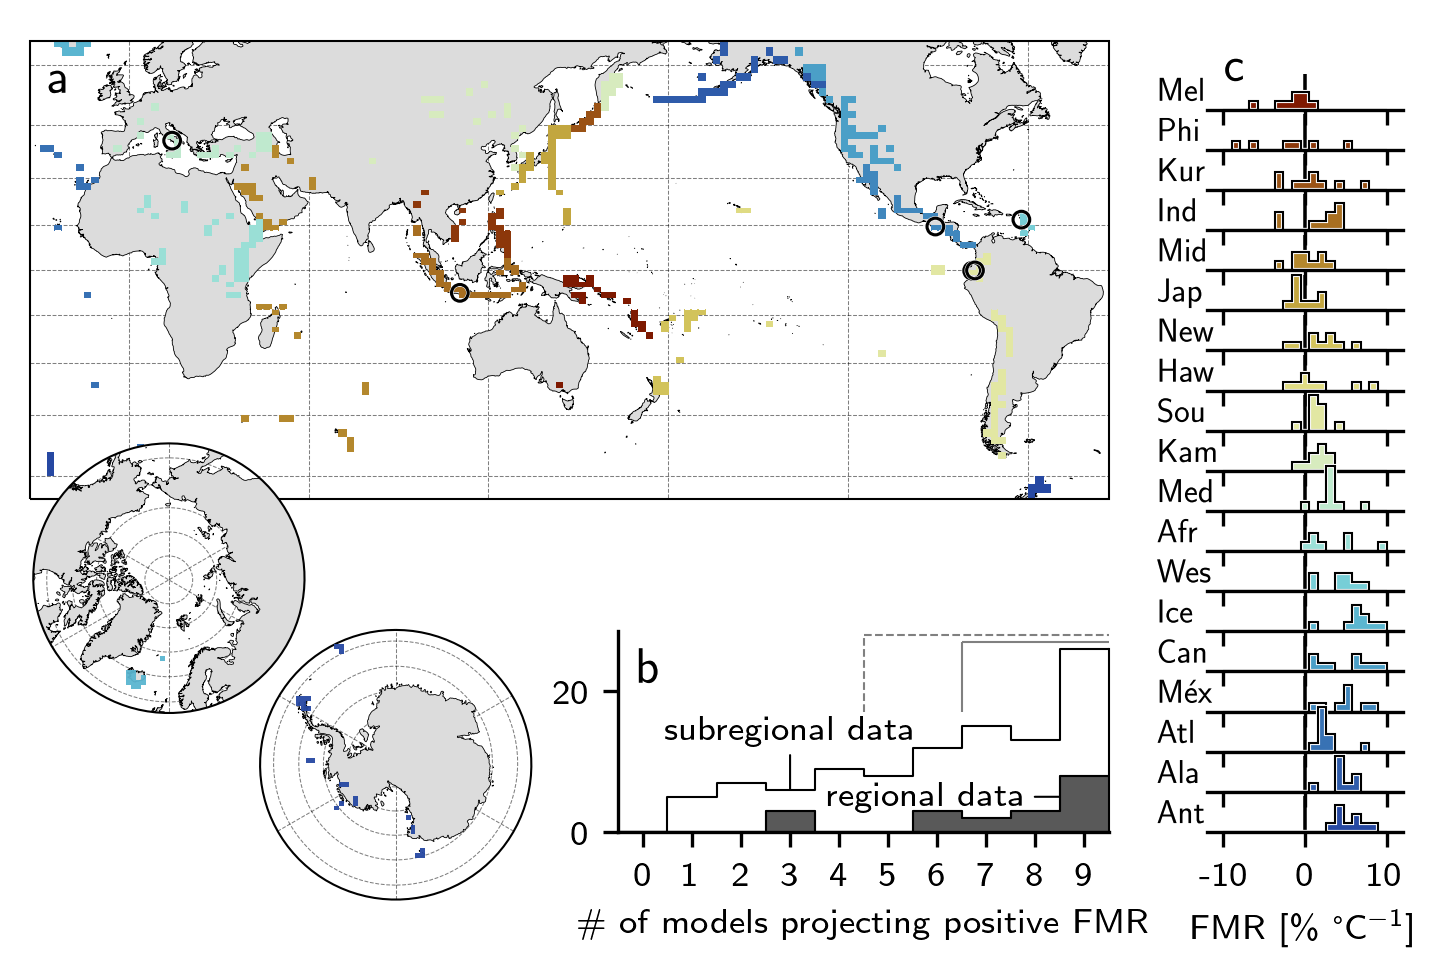 a
b
20
0
subregional data
regional data
0 1 2 3 4 5 6 7 8 9
# of models projecting positive FMR
c
Mel
Phi
Kur
Ind
Mid
Jap
New
Haw
Sou
Kam
Med
Afr
Wes
Ice
Can
Méx
Atl
Ala
Ant
-10 0 10
FMR [% °C⁻¹]